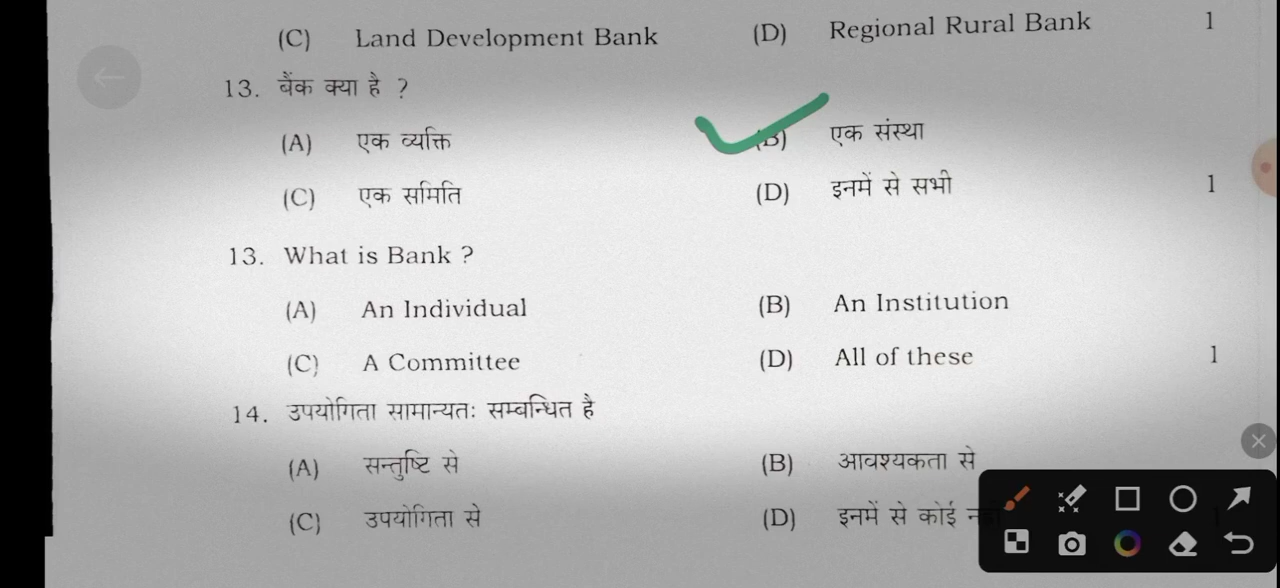 (C) Land Development Bank (D) Regional Rural Bank 1
13. बैंक क्या है ?
(A) एक व्यक्ति (B) एक संस्था
(C) एक समिति (D) इनमें से सभी 1
13. What is Bank ?
(A) An Individual (B) An Institution
(C) A Committee (D) All of these 1
14. उपयोगिता सामान्यतः सम्बन्धित है
(A) सन्तुष्टि से (B) आवश्यकता से
(C) उपयोगिता से (D) इनमें से कोई